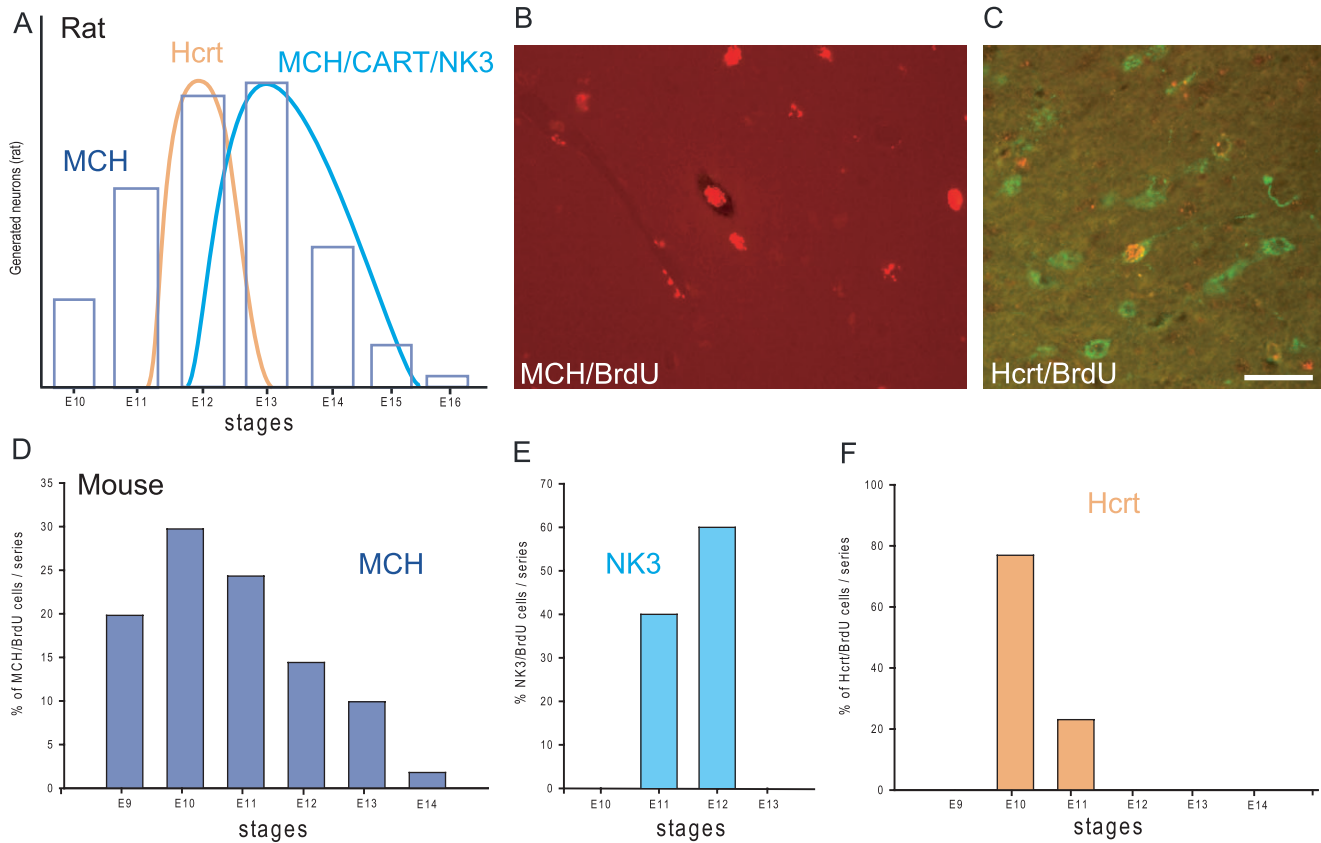 A
Rat
Hcrt
MCH/CART/NK3
MCH
Generated neurons (rat)
E10 E11 E12 E13 E14 E15 E16
stages
B
MCH/BrdU
C
Hcrt/BrdU
D
Mouse
MCH
% of MCH/BrdU cells / series
35
30
25
20
15
10
5
0
E9 E10 E11 E12 E13 E14
stages
E
NK3
% NK3/BrdU cells / series
70
60
50
40
30
20
10
0
E10 E11 E12 E13
stages
F
Hcrt
% of Hcrt/BrdU cells / series
100
80
60
40
20
0
E9 E10 E11 E12 E13 E14
stages